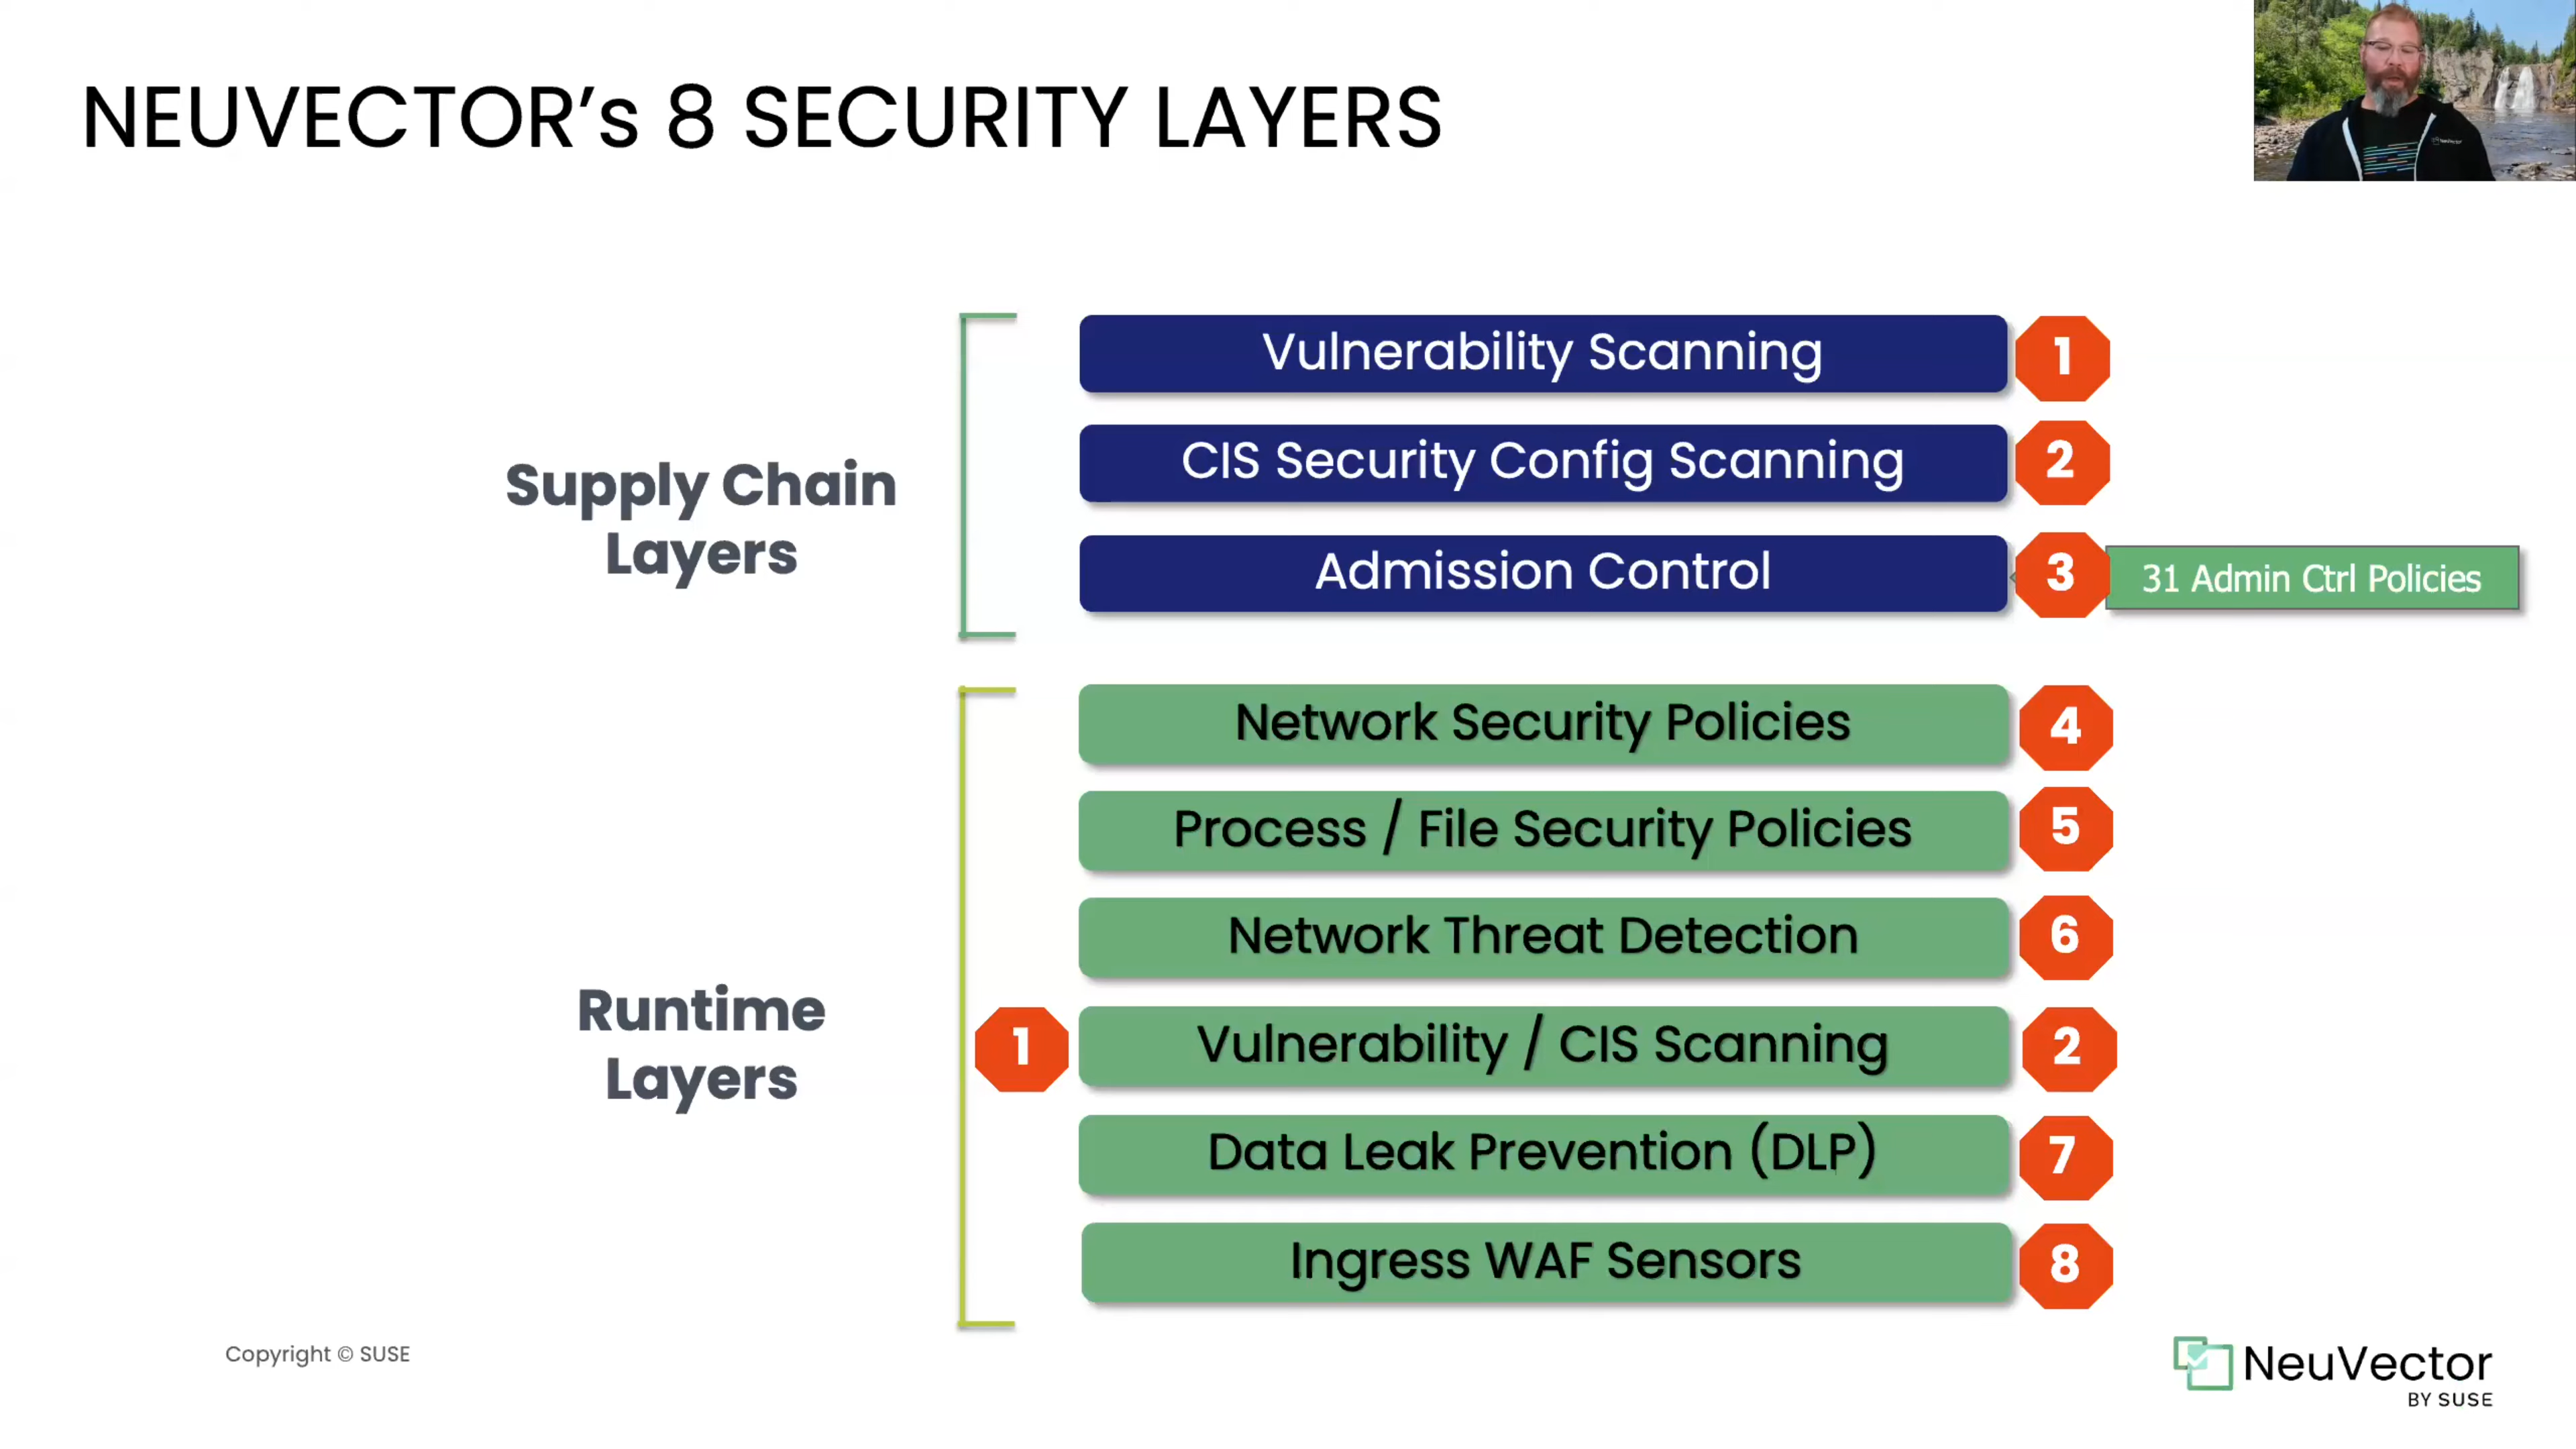 NEUVECTOR's 8 SECURITY LAYERS
Supply Chain
Layers
Vulnerability Scanning
1
CIS Security Config Scanning
2
Admission Control
3
31 Admin Ctrl Policies
Runtime
Layers
Network Security Policies
4
Process / File Security Policies
5
Network Threat Detection
6
1
Vulnerability / CIS Scanning
2
Data Leak Prevention (DLP)
7
Ingress WAF Sensors
8
Copyright © SUSE
NeuVector
BY SUSE